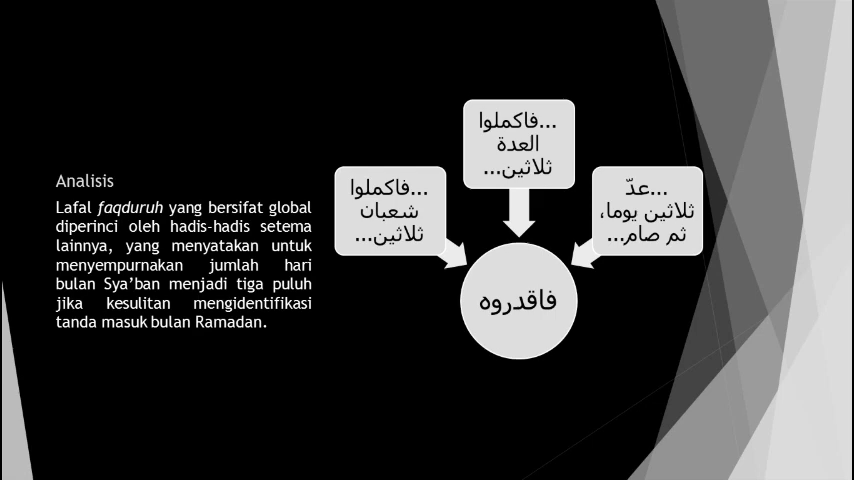 Analisis
Lafal faqduruh yang bersifat global
diperinci oleh hadis-hadis setema
lainnya, yang menyatakan untuk
menyempurnakan jumlah hari
bulan Sya’ban menjadi tiga puluh
jika kesulitan mengidentifikasi
tanda masuk bulan Ramadan.
...فاكملوا
شعبان
ثلاثين...
...فاكملوا
العدة
ثلاثين...
...عدّ
ثلاثين يوما،
ثم صام...
فاقدروه